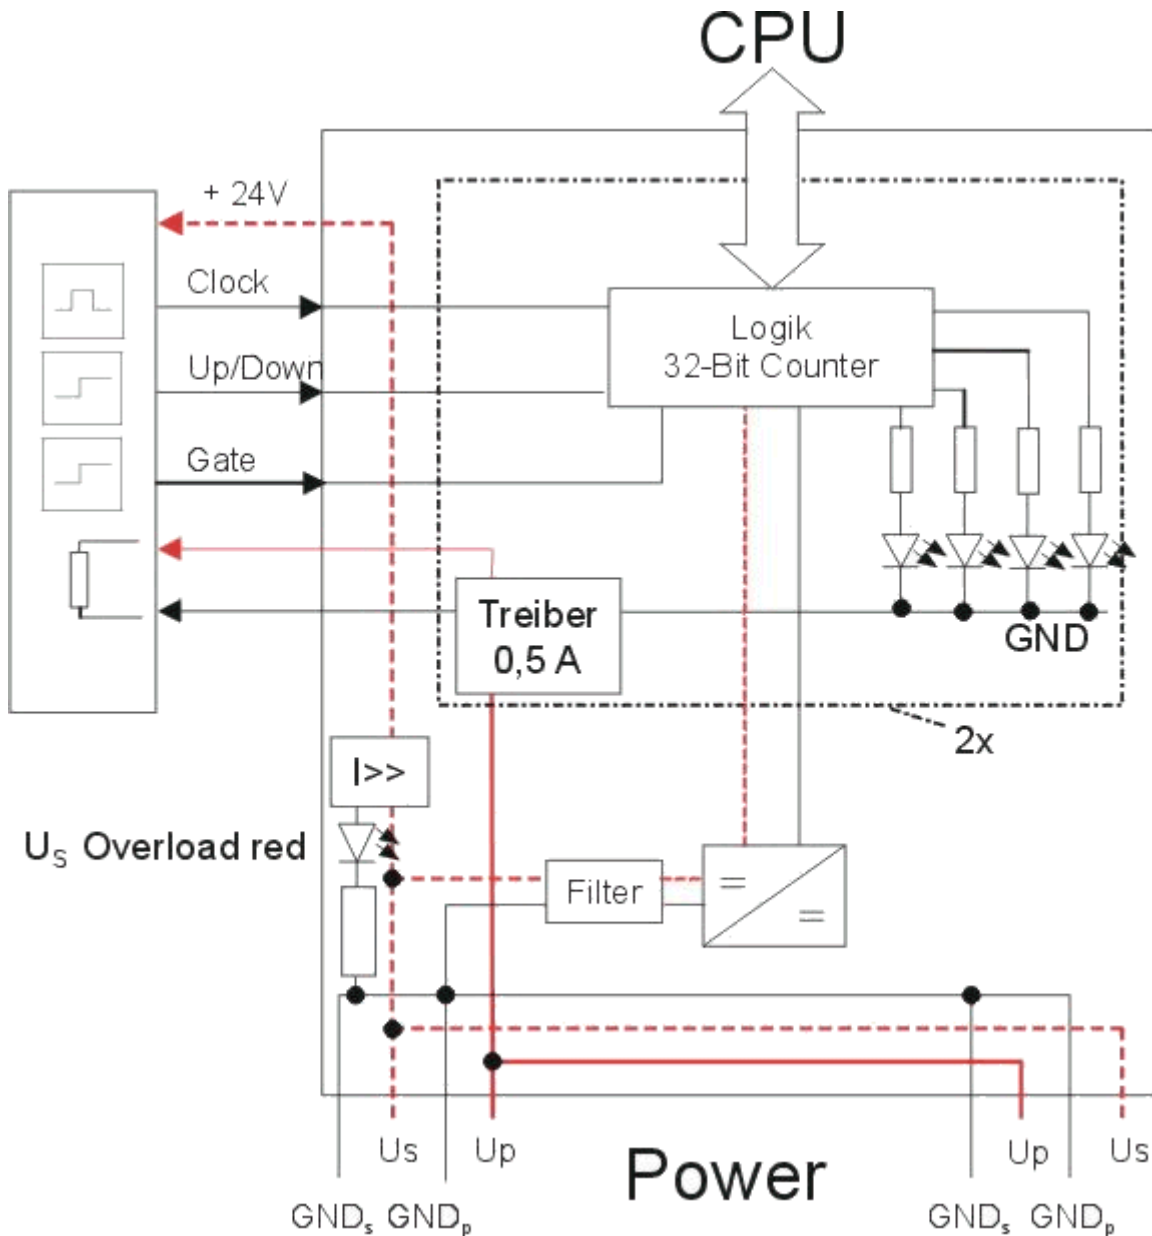 CPU
+ 24V
Clock
Up/Down
Gate
Logik
32-Bit Counter
Treiber
0,5 A
GND
2x
I>>
Us Overload red
Filter
Us
Up
Power
Up
Us
GNDs
GNDp
GNDs
GNDp